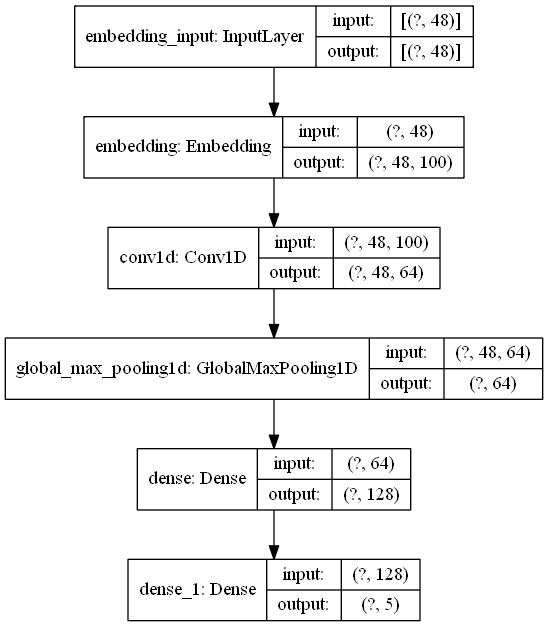 embedding_input: InputLayer
input: [(?, 48)]
output: [(?, 48)]
embedding: Embedding
input: (?, 48)
output: (?, 48, 100)
conv1d: Conv1D
input: (?, 48, 100)
output: (?, 48, 64)
global_max_pooling1d: GlobalMaxPooling1D
input: (?, 48, 64)
output: (?, 64)
dense: Dense
input: (?, 64)
output: (?, 128)
dense_1: Dense
input: (?, 128)
output: (?, 5)